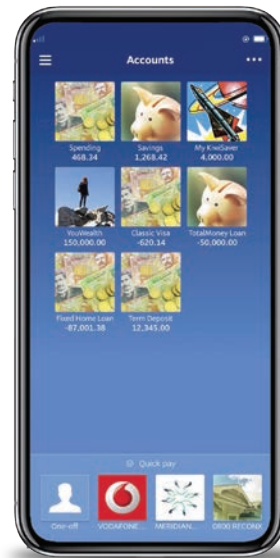 Accounts
Spending
468.34
Savings
1,268.42
My KiwiSaver
4,000.00
YouWealth
150,000.00
Classic Visa
-620.14
TotalMoney Loan
-50,000.00
Fixed Home Loan
-87,001.38
Term Deposit
12,345.00
Quick pay
One-off
VODAFONE...
MERIDIAN...
0800 RECONX